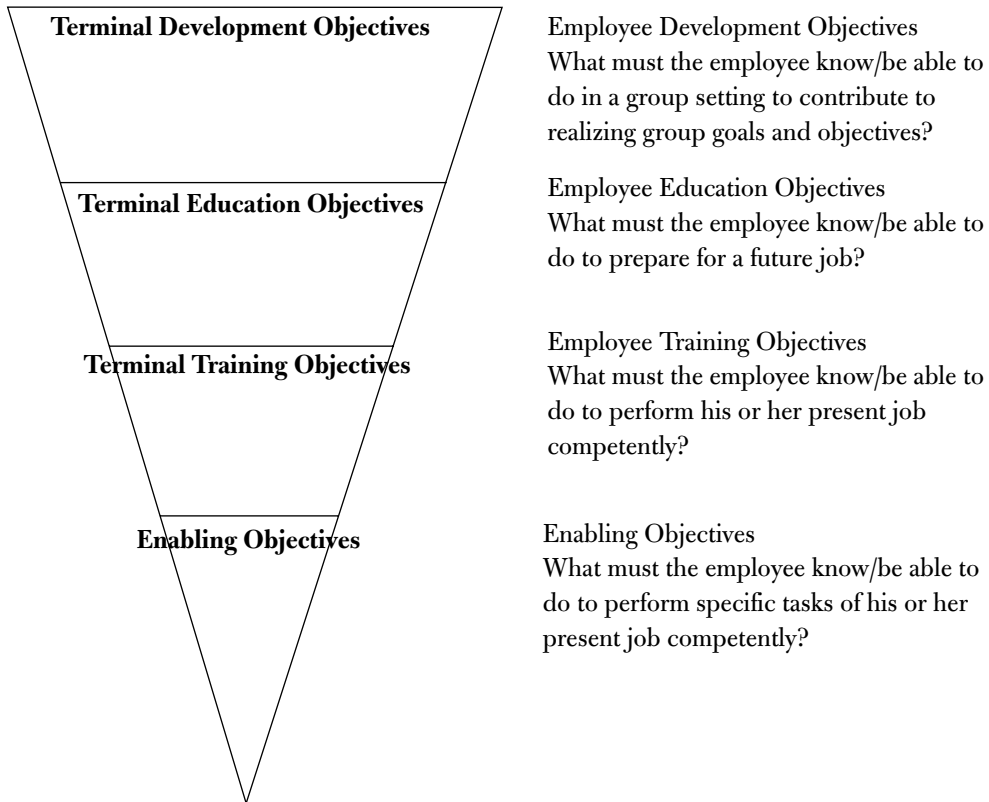 Terminal Development Objectives
Employee Development Objectives
What must the employee know/be able to
do in a group setting to contribute to
realizing group goals and objectives?
Terminal Education Objectives
Employee Education Objectives
What must the employee know/be able to
do to prepare for a future job?
Terminal Training Objectives
Employee Training Objectives
What must the employee know/be able to
do to perform his or her present job
competently?
Enabling Objectives
Enabling Objectives
What must the employee know/be able to
do to perform specific tasks of his or her
present job competently?